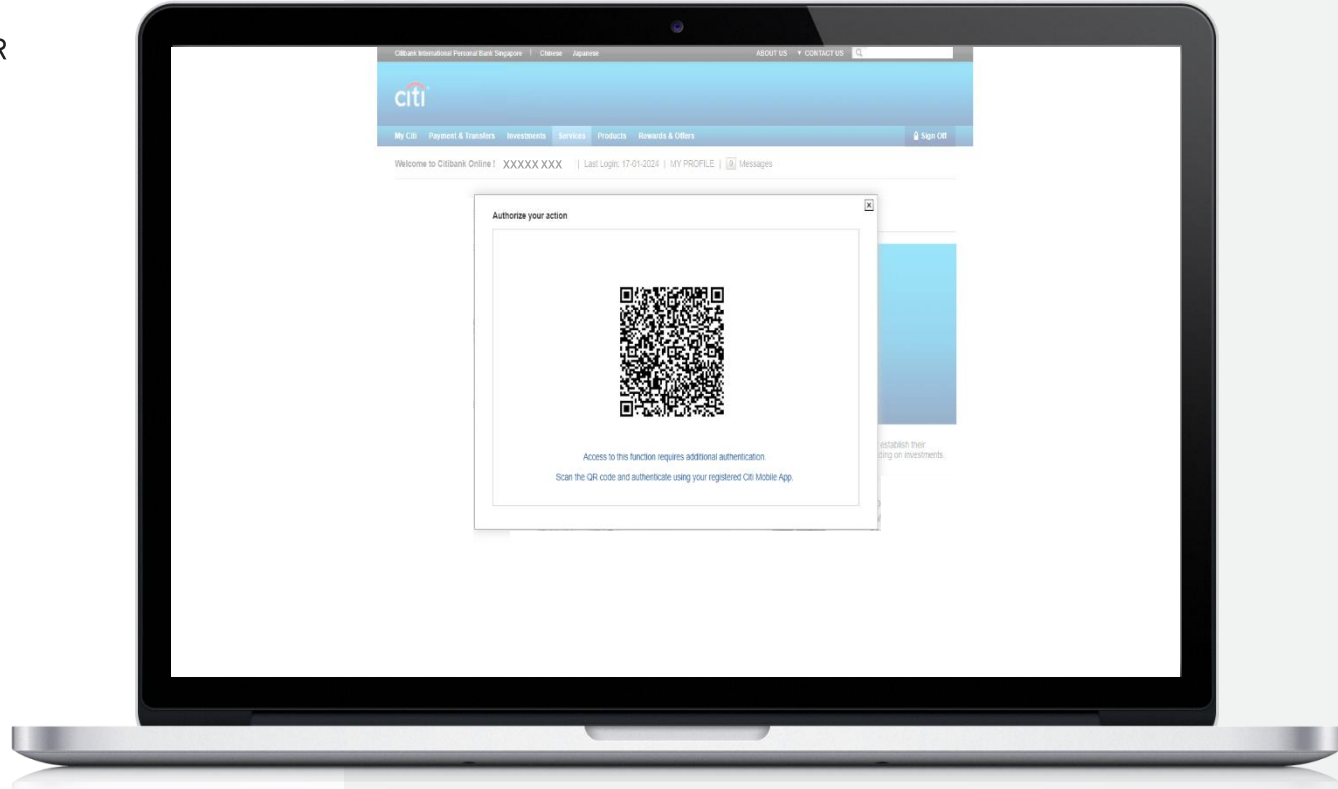 R
Citibank International Personal Bank Singapore | Chinese Japanese ABOUT US ▼ CONTACT US
citi
My Citi Payment & Transfers Investments Services Products Rewards & Offers Sign Off
Welcome to Citibank Online ! XXXXX XXX | Last Login: 17-01-2024 | MY PROFILE | Messages
Authorize your action
x
Access to this function requires additional authentication.
Scan the QR code and authenticate using your registered Citi Mobile App.
establish their
on investments.